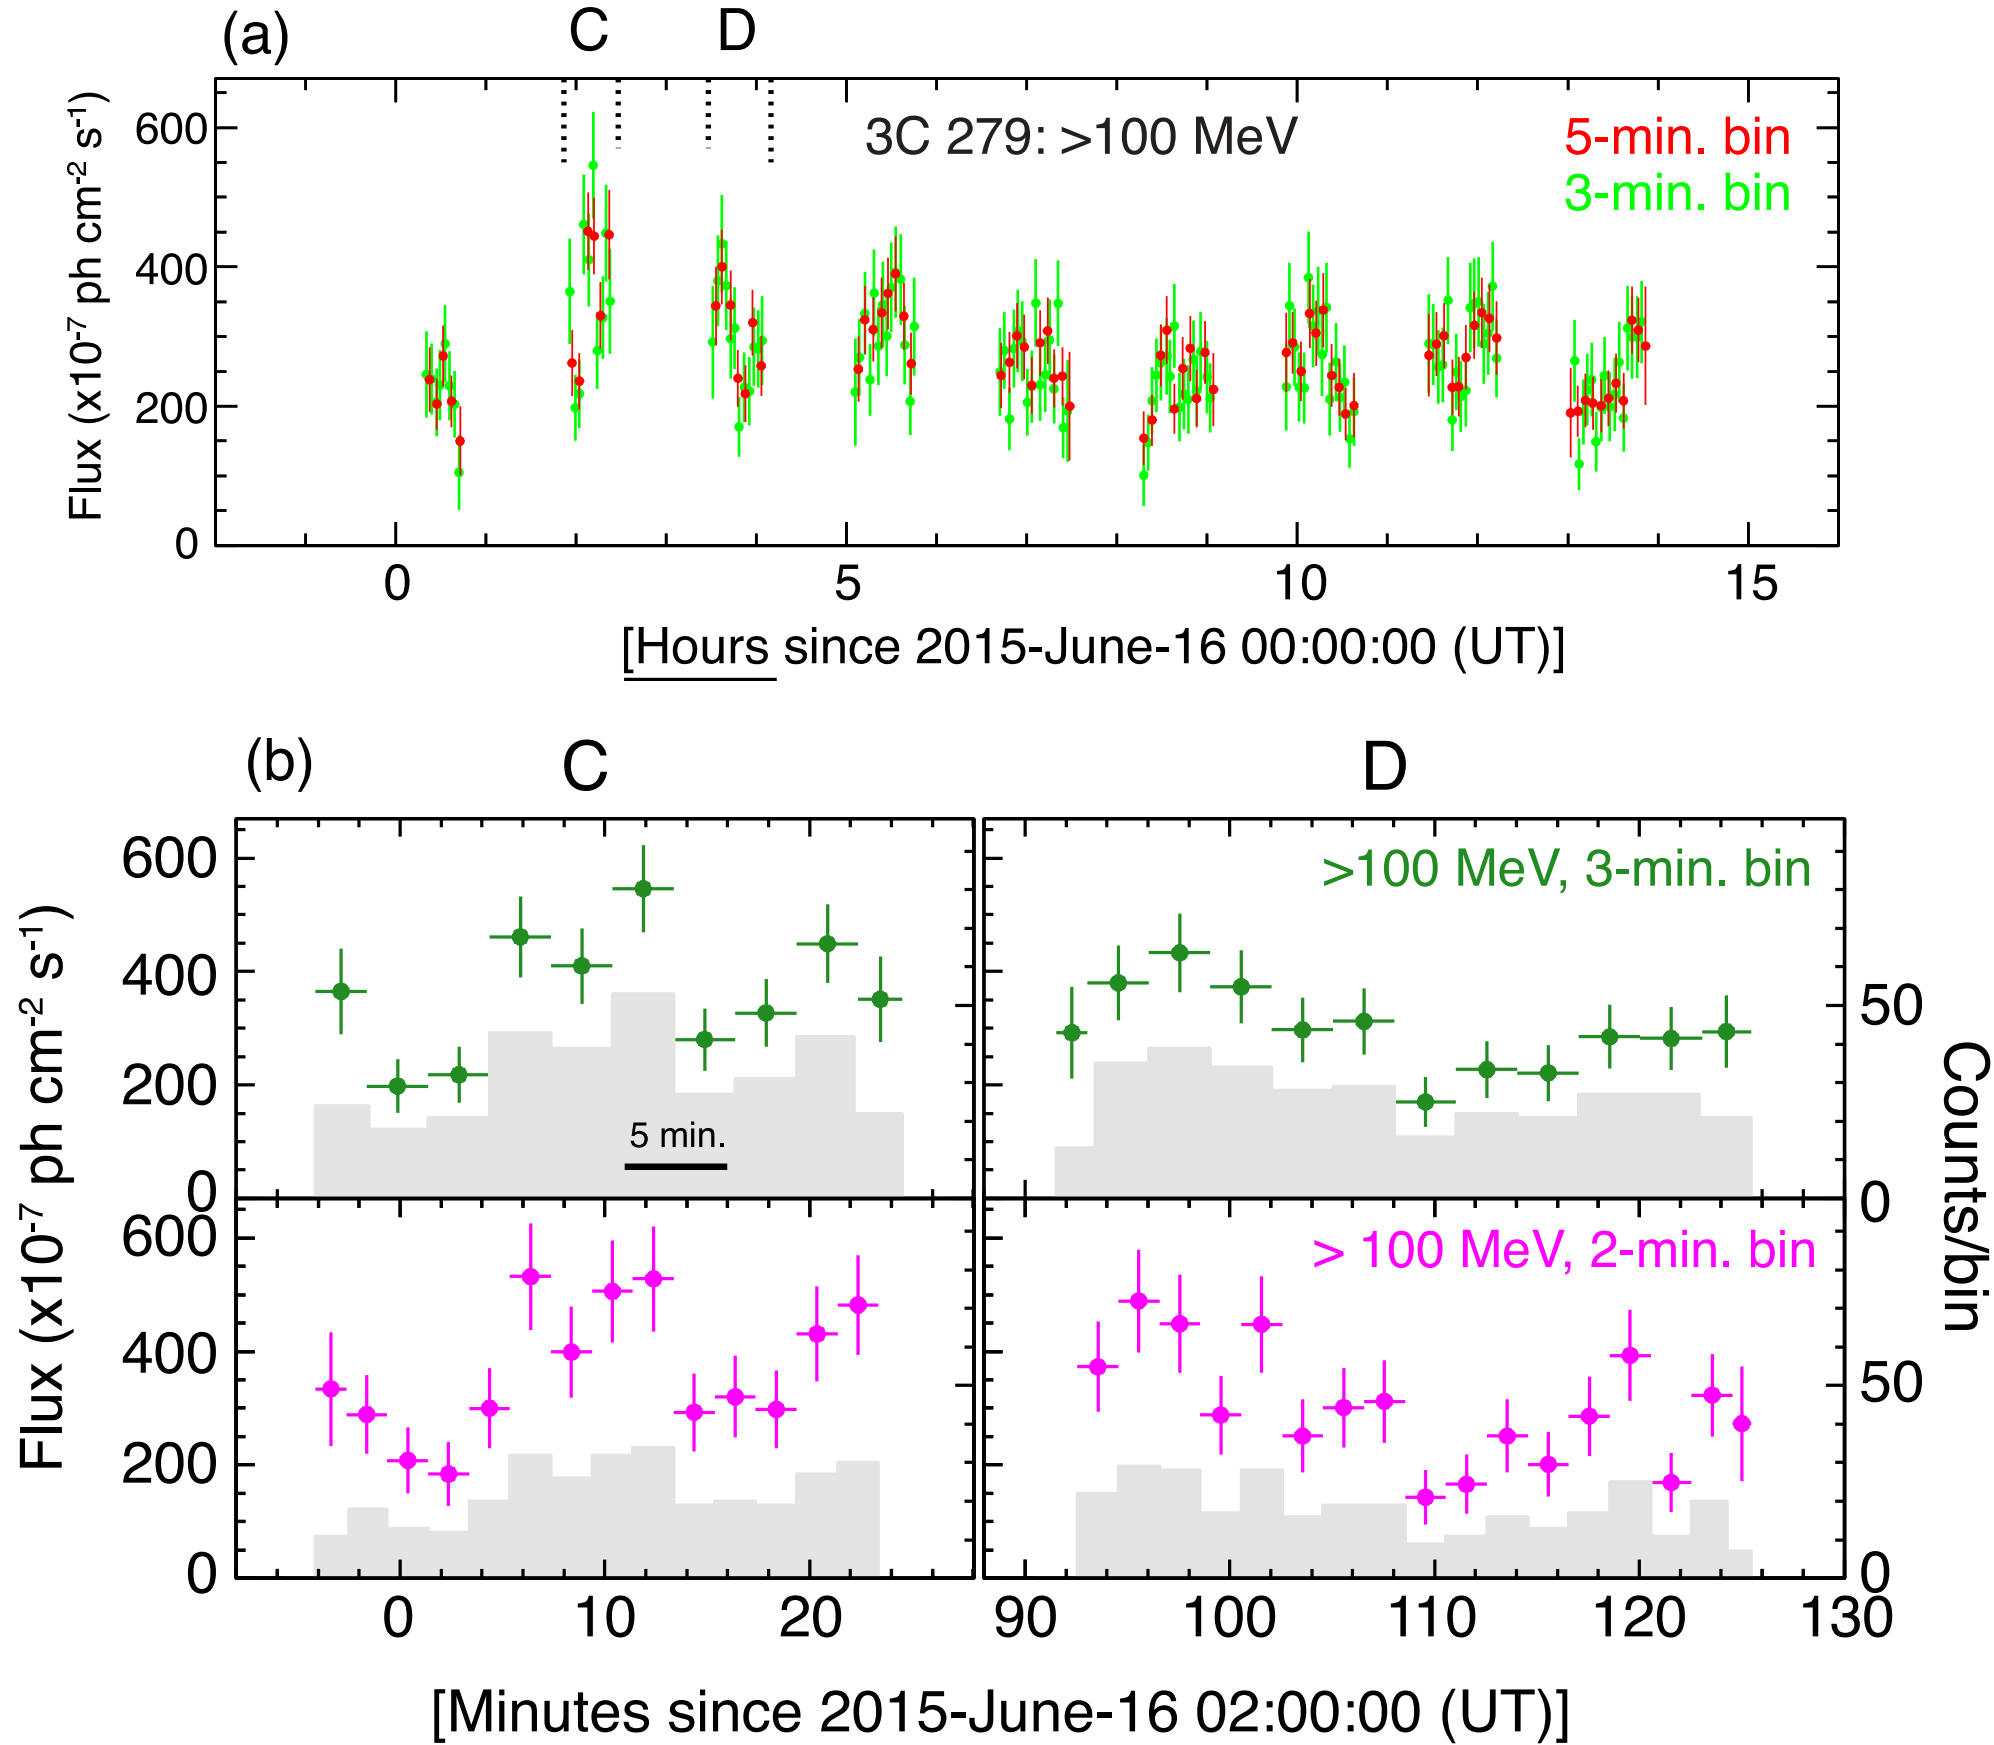 (a) C D
3C 279: >100 MeV
5-min. bin
3-min. bin
Flux (x10⁻⁷ ph cm⁻² s⁻¹)
600
400
200
0
0 5 10 15
[Hours since 2015-June-16 00:00:00 (UT)]
(b) C D
>100 MeV, 3-min. bin
600
400
200
0
5 min.
50
0
Flux (x10⁻⁷ ph cm⁻² s⁻¹)
Counts/bin
> 100 MeV, 2-min. bin
600
400
200
0
50
0
0 10 20 90 100 110 120 130
[Minutes since 2015-June-16 02:00:00 (UT)]